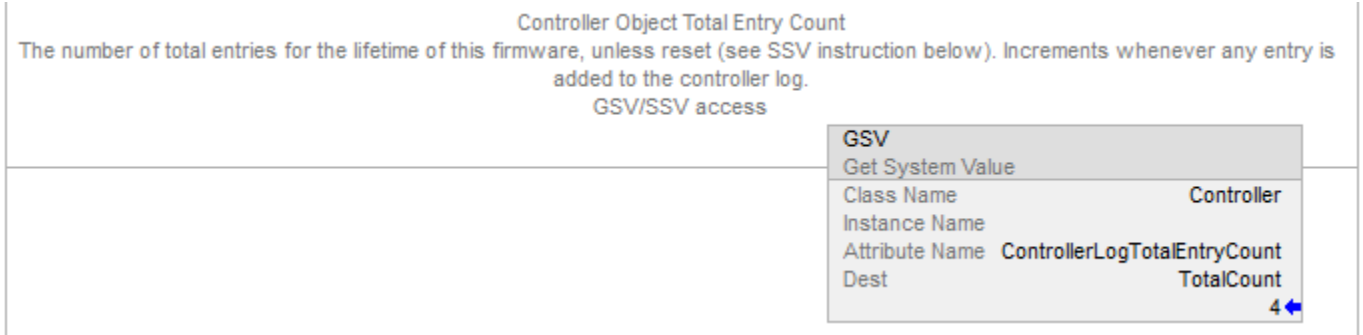 Controller Object Total Entry Count
The number of total entries for the lifetime of this firmware, unless reset (see SSV instruction below). Increments whenever any entry is
added to the controller log.
GSV/SSV access
GSV
Get System Value
Class Name Controller
Instance Name
Attribute Name ControllerLogTotalEntryCount
Dest TotalCount
4